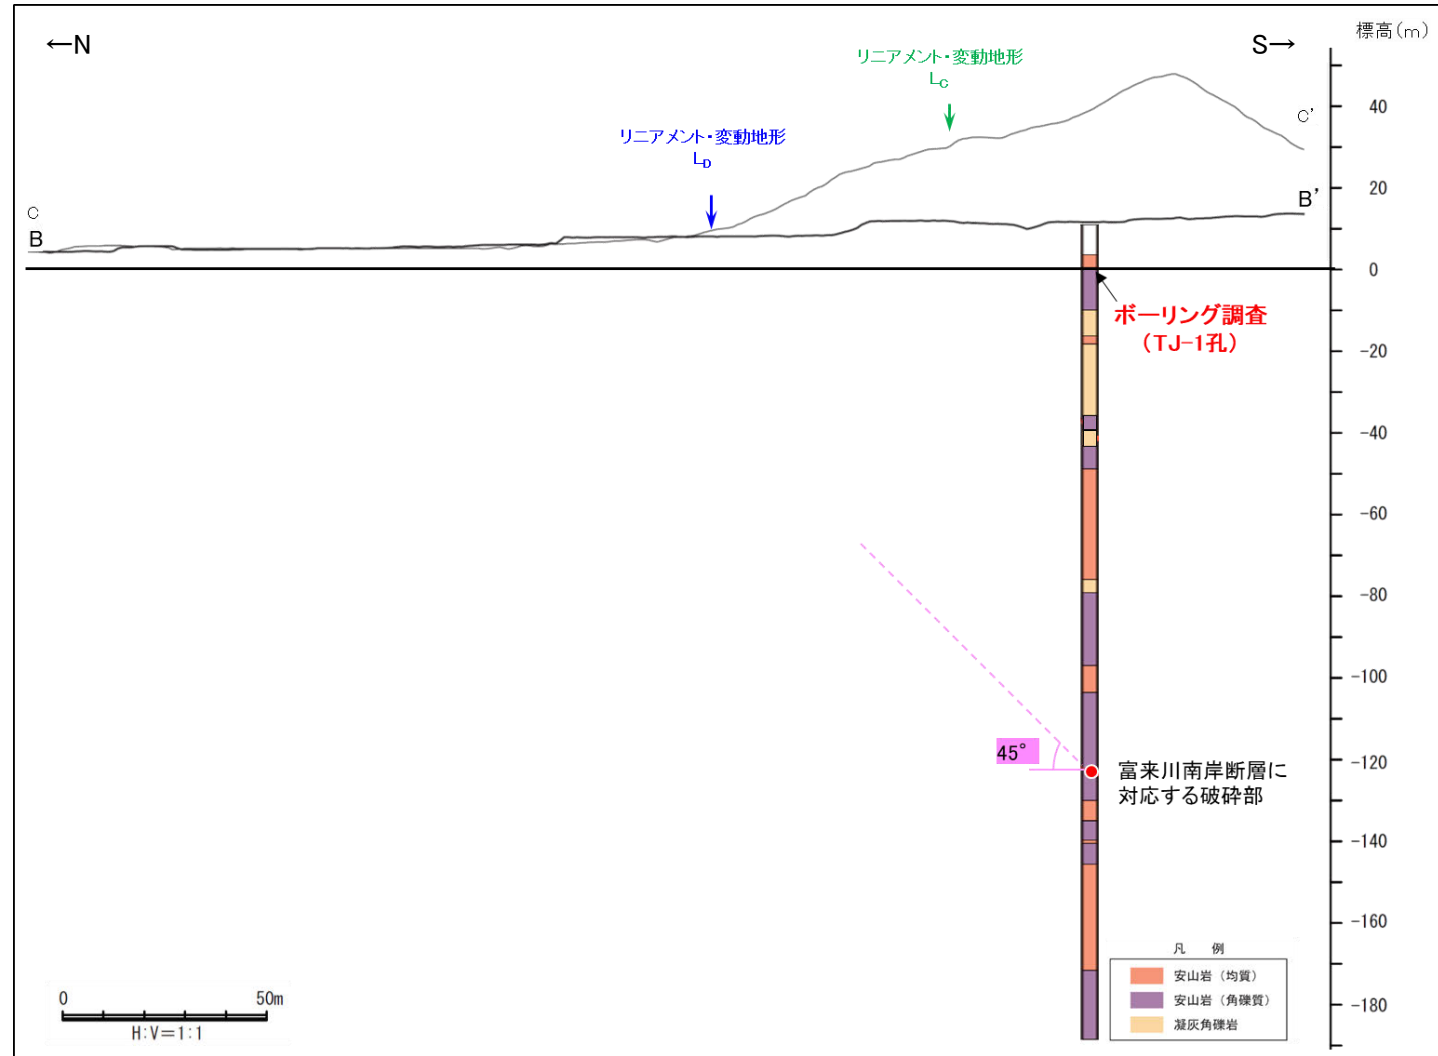 ←N
S→
標高(m)
リニアメント・変動地形
LC
リニアメント・変動地形
LD
C
B
C'
B'
40
20
0
-20
-40
-60
-80
-100
-120
-140
-160
-180
ボーリング調査
(TJ-1孔)
45°
富来川南岸断層に
対応する破砕部
凡 例
安山岩（均質）
安山岩（角礫質）
凝灰角礫岩
0 50m
H:V=1:1